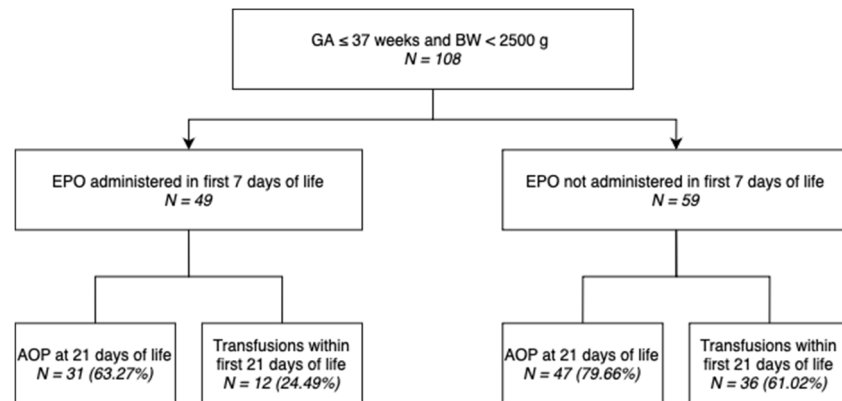 GA ≤ 37 weeks and BW < 2500 g
N = 108
EPO administered in first 7 days of life
N = 49
EPO not administered in first 7 days of life
N = 59
AOP at 21 days of life
N = 31 (63.27%)
Transfusions within
first 21 days of life
N = 12 (24.49%)
AOP at 21 days of life
N = 47 (79.66%)
Transfusions within
first 21 days of life
N = 36 (61.02%)